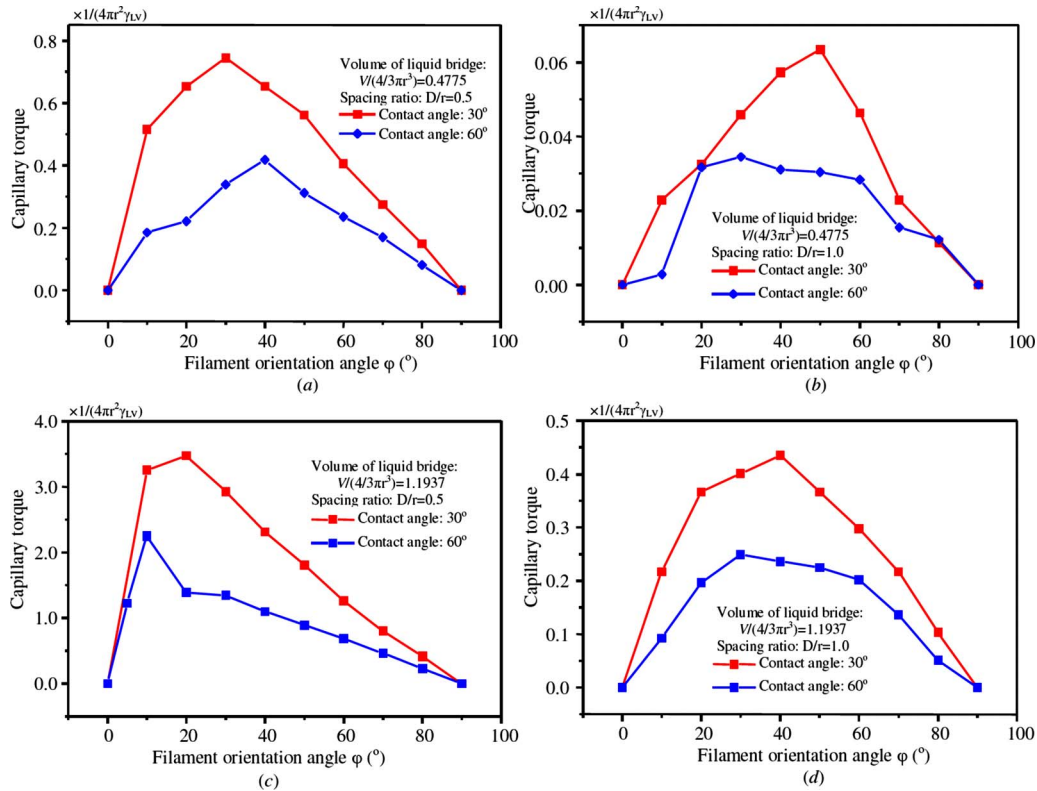 ×1/(4πr²γLV)
0.8
0.6
0.4
0.2
0.0
Capillary torque
Volume of liquid bridge:
V/(4/3πr³)=0.4775
Spacing ratio: D/r=0.5
Contact angle: 30°
Contact angle: 60°
0 20 40 60 80 100
Filament orientation angle φ (°)
(a)
×1/(4πr²γLV)
0.06
0.04
0.02
0.00
Capillary torque
Volume of liquid bridge:
V/(4/3πr³)=0.4775
Spacing ratio: D/r=1.0
Contact angle: 30°
Contact angle: 60°
0 20 40 60 80 100
Filament orientation angle φ (°)
(b)
×1/(4πr²γLV)
4.0
3.0
2.0
1.0
0.0
Capillary torque
Volume of liquid bridge:
V/(4/3πr³)=1.1937
Spacing ratio: D/r=0.5
Contact angle: 30°
Contact angle: 60°
0 20 40 60 80 100
Filament orientation angle φ (°)
(c)
×1/(4πr²γLV)
0.5
0.4
0.3
0.2
0.1
0.0
Capillary torque
Volume of liquid bridge:
V/(4/3πr³)=1.1937
Spacing ratio: D/r=1.0
Contact angle: 30°
Contact angle: 60°
0 20 40 60 80 100
Filament orientation angle φ (°)
(d)